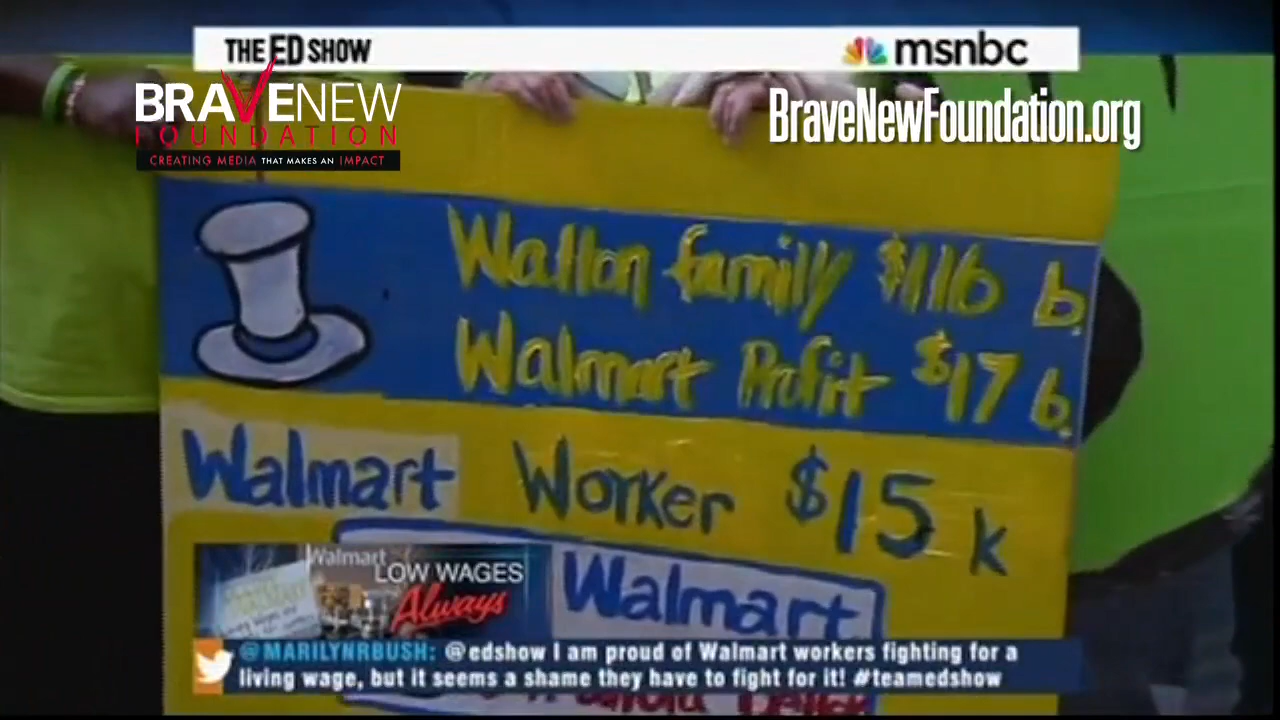 THE ED SHOW
msnbc
BRAVE NEW
FOUNDATION
CREATING MEDIA THAT MAKES AN IMPACT
BraveNewFoundation.org
Walton family $116 b.
Walmart Profit $17 b.
Walmart Worker $15 k
Walmart
Walmart
LOW WAGES
Always
@MARILYNRBUSH: @edshow I am proud of Walmart workers fighting for a
living wage, but it seems a shame they have to fight for it! #teamedshow